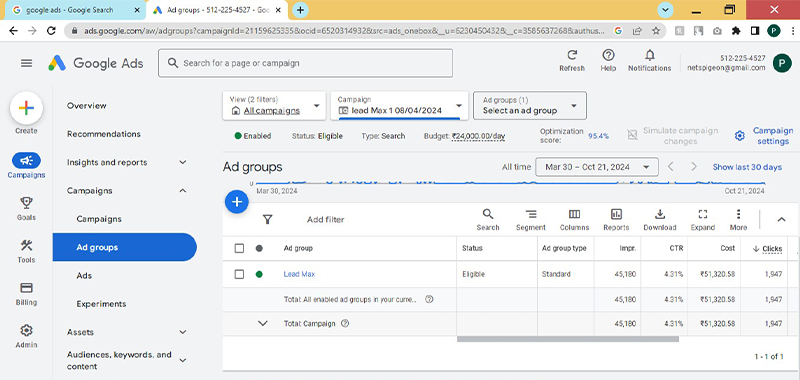 google ads - Google Search
Ad groups - 512-225-4527
ads.google.com/aw/adgroups?campaignId=21159625335&ocid=6520314932&src=ads_onebox&__u=6230450432&__c=3585637268&authus...
Google Ads
Search for a page or campaign
Refresh
Help
Notifications
512-225-4527
netspigeon@gmail.com
P
Create
Campaigns
Goals
Tools
Billing
Admin
Overview
Recommendations
Insights and reports
Campaigns
Campaigns
Ad groups
Ads
Experiments
Assets
Audiences, keywords, and
content
View (2 filters)
All campaigns
Campaign
lead Max 1 08/04/2024
Ad groups (1)
Select an ad group
Enabled Status: Eligible Type: Search Budget: ₹24,000.00/day
Optimization
score: 95.4%
Simulate campaign
changes
Campaign
settings
Ad groups
All time Mar 30 – Oct 21, 2024 Show last 30 days
0
Mar 30, 2024 Oct 21, 2024
Add filter
Search Segment Columns Reports Download Expand More
Ad group Status Ad group type Impr. CTR Cost Clicks
Lead Max Eligible Standard 45,180 4.31% ₹51,320.58 1,947
Total: All enabled ad groups in your curre... 45,180 4.31% ₹51,320.58 1,947
Total: Campaign 45,180 4.31% ₹51,320.58 1,947
1 - 1 of 1